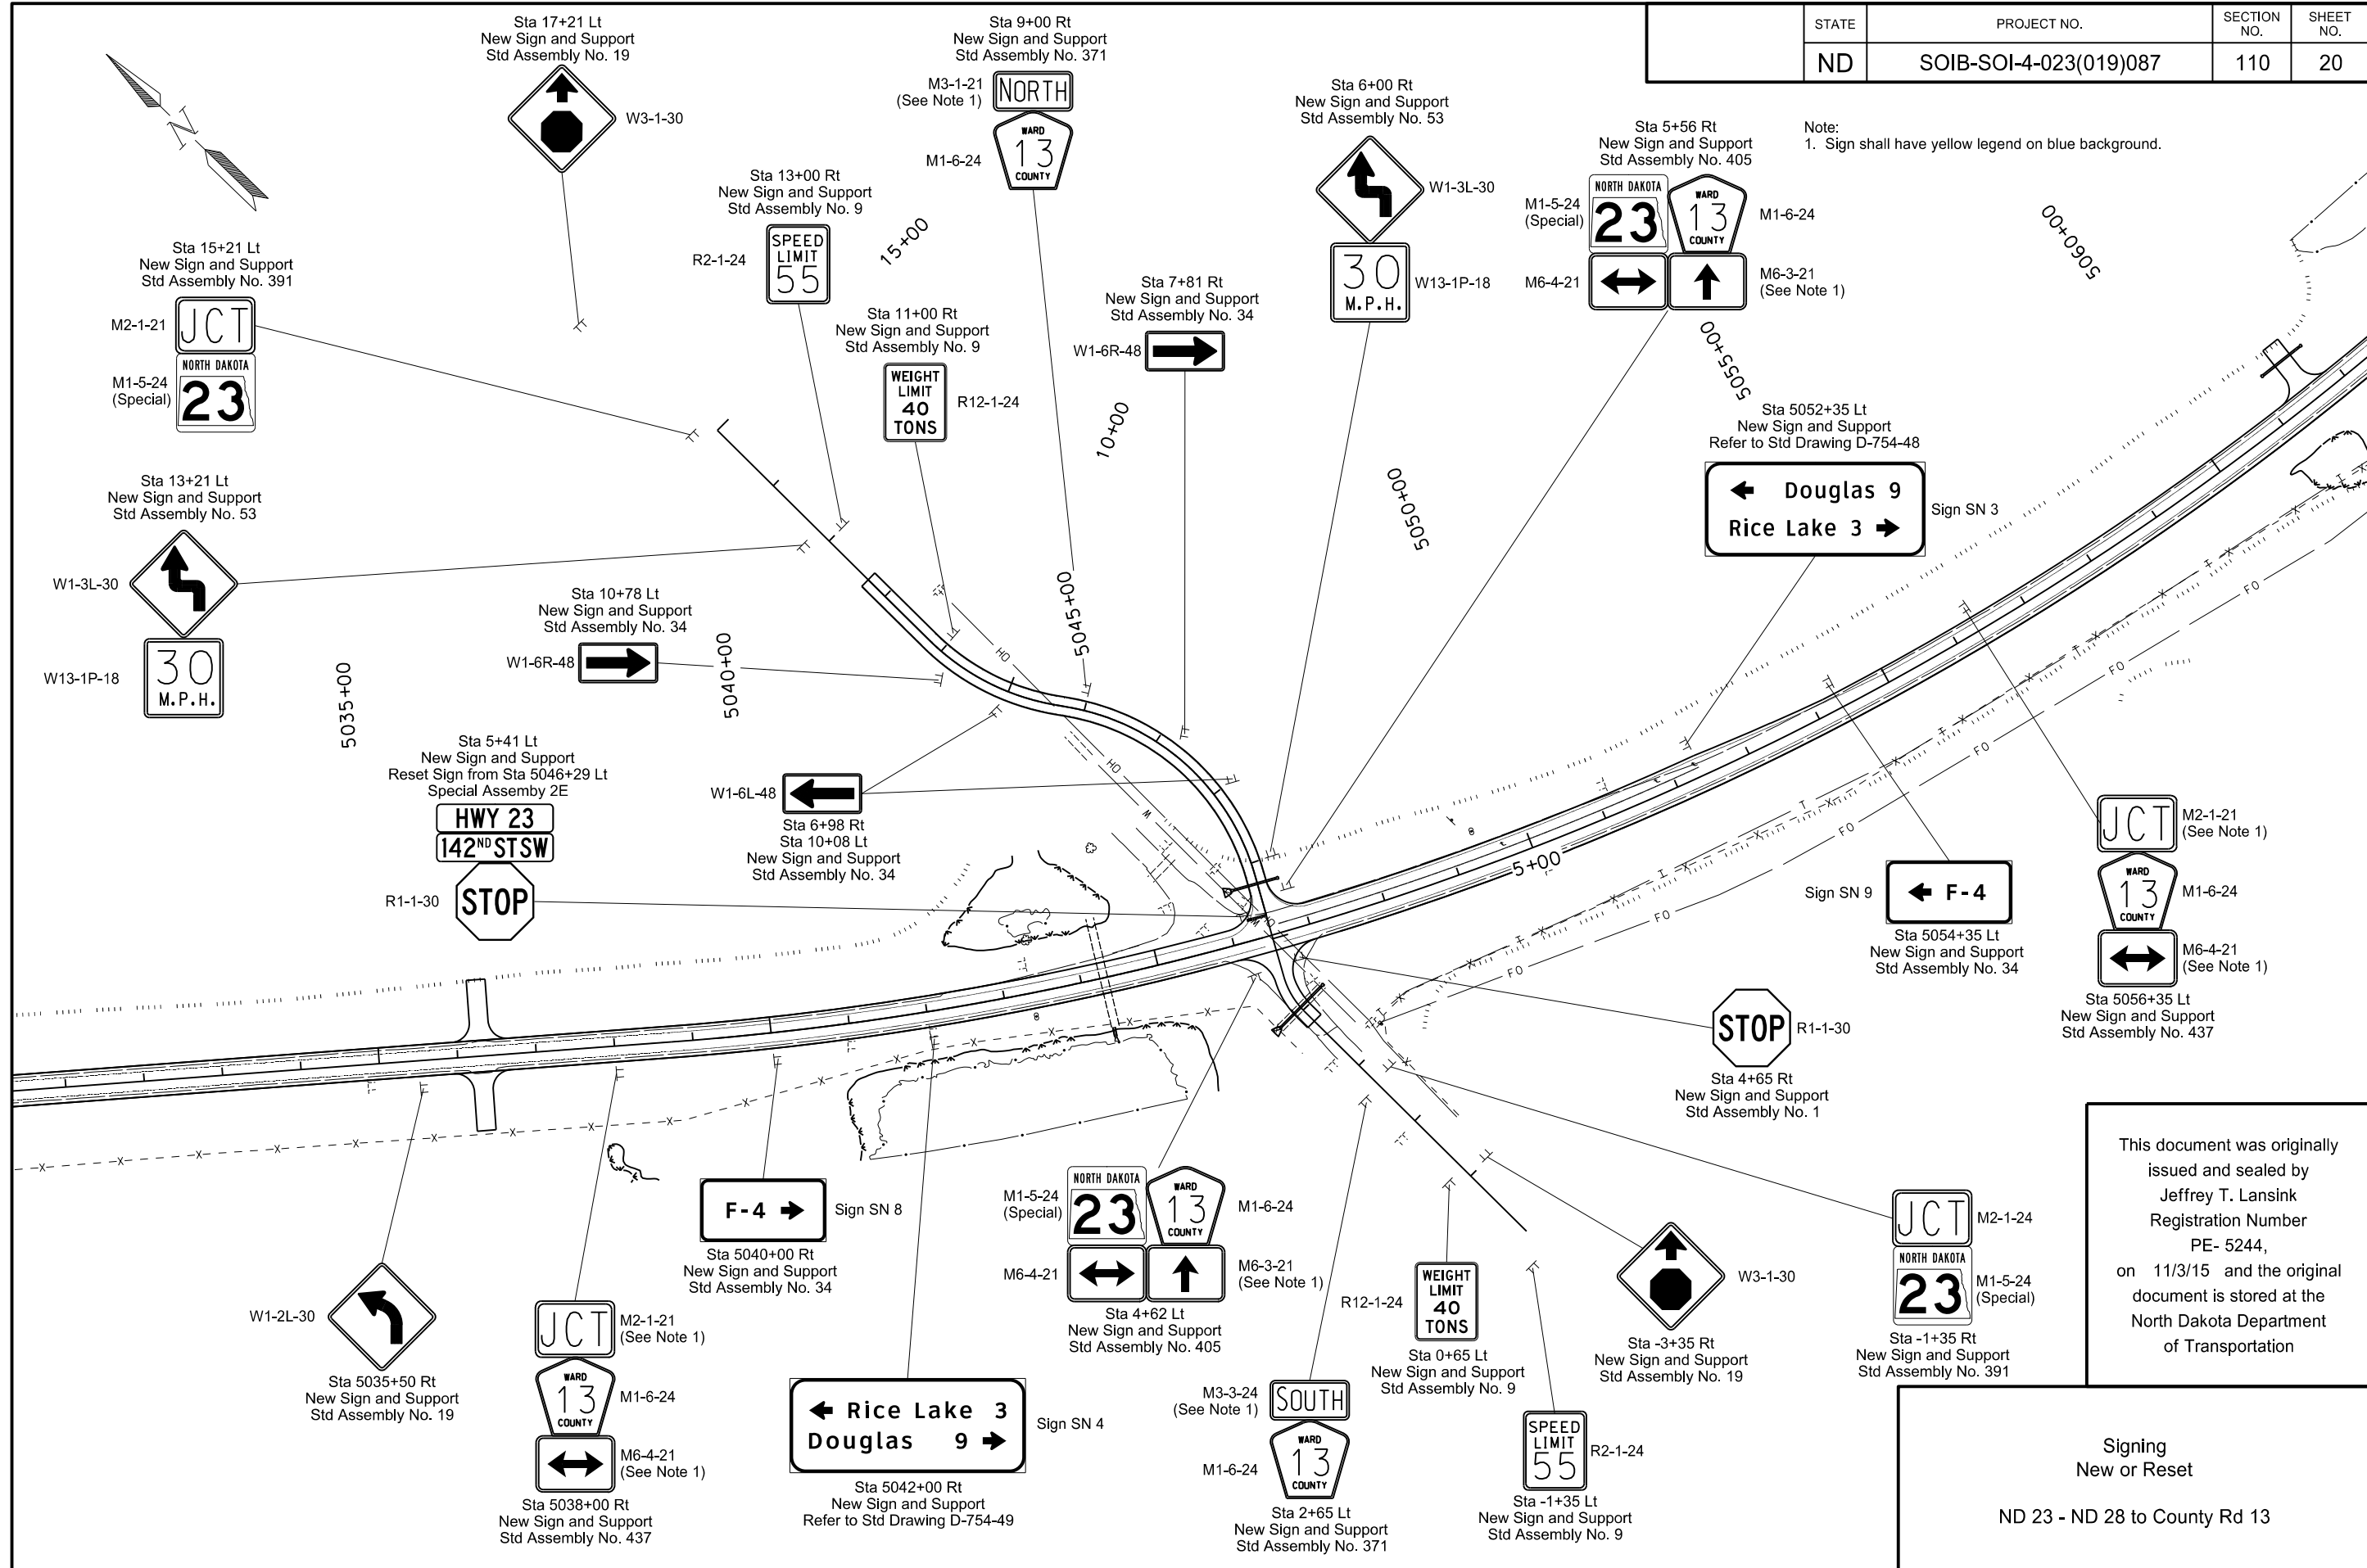 STATE
PROJECT NO.
SECTION
NO.
SHEET
NO.
ND
SOIB-SOI-4-023(019)087
110
20
Note:
1. Sign shall have yellow legend on blue background.
N
Sta 17+21 Lt
New Sign and Support
Std Assembly No. 19
W3-1-30
Sta 9+00 Rt
New Sign and Support
Std Assembly No. 371
M3-1-21
(See Note 1)
NORTH
M1-6-24
WARD
13
COUNTY
Sta 6+00 Rt
New Sign and Support
Std Assembly No. 53
W1-3L-30
30
M.P.H.
W13-1P-18
Sta 5+56 Rt
New Sign and Support
Std Assembly No. 405
M1-5-24
(Special)
NORTH DAKOTA
23
WARD
13
COUNTY
M1-6-24
M6-4-21
M6-3-21
(See Note 1)
Sta 13+00 Rt
New Sign and Support
Std Assembly No. 9
R2-1-24
SPEED
LIMIT
55
15+00
Sta 15+21 Lt
New Sign and Support
Std Assembly No. 391
M2-1-21
JCT
M1-5-24
(Special)
NORTH DAKOTA
23
Sta 11+00 Rt
New Sign and Support
Std Assembly No. 9
WEIGHT
LIMIT
40
TONS
R12-1-24
Sta 7+81 Rt
New Sign and Support
Std Assembly No. 34
W1-6R-48
10+00
5060+00
5055+00
5050+00
5045+00
5040+00
5035+00
Sta 5052+35 Lt
New Sign and Support
Refer to Std Drawing D-754-48
Douglas 9
Rice Lake 3
Sign SN 3
Sta 13+21 Lt
New Sign and Support
Std Assembly No. 53
W1-3L-30
W13-1P-18
30
M.P.H.
Sta 10+78 Lt
New Sign and Support
Std Assembly No. 34
W1-6R-48
Sta 5+41 Lt
New Sign and Support
Reset Sign from Sta 5046+29 Lt
Special Assemby 2E
HWY 23
142ND ST SW
R1-1-30
STOP
W1-6L-48
Sta 6+98 Rt
Sta 10+08 Lt
New Sign and Support
Std Assembly No. 34
OH
OH
W
5+00
FO
FO
FO
FO
FO
JCT
M2-1-21
(See Note 1)
WARD
13
COUNTY
M1-6-24
M6-4-21
(See Note 1)
Sta 5056+35 Lt
New Sign and Support
Std Assembly No. 437
Sign SN 9
F-4
Sta 5054+35 Lt
New Sign and Support
Std Assembly No. 34
STOP
R1-1-30
Sta 4+65 Rt
New Sign and Support
Std Assembly No. 1
This document was originally
issued and sealed by
Jeffrey T. Lansink
Registration Number
PE- 5244,
on 11/3/15 and the original
document is stored at the
North Dakota Department
of Transportation
W1-2L-30
Sta 5035+50 Rt
New Sign and Support
Std Assembly No. 19
JCT
M2-1-21
(See Note 1)
WARD
13
COUNTY
M1-6-24
M6-4-21
(See Note 1)
Sta 5038+00 Rt
New Sign and Support
Std Assembly No. 437
F-4
Sign SN 8
Sta 5040+00 Rt
New Sign and Support
Std Assembly No. 34
Rice Lake 3
Douglas 9
Sign SN 4
Sta 5042+00 Rt
New Sign and Support
Refer to Std Drawing D-754-49
M1-5-24
(Special)
NORTH DAKOTA
23
WARD
13
COUNTY
M1-6-24
M6-4-21
M6-3-21
(See Note 1)
Sta 4+62 Lt
New Sign and Support
Std Assembly No. 405
M3-3-24
(See Note 1)
SOUTH
M1-6-24
WARD
13
COUNTY
Sta 2+65 Lt
New Sign and Support
Std Assembly No. 371
R12-1-24
WEIGHT
LIMIT
40
TONS
Sta 0+65 Lt
New Sign and Support
Std Assembly No. 9
SPEED
LIMIT
55
R2-1-24
Sta -1+35 Lt
New Sign and Support
Std Assembly No. 9
W3-1-30
Sta -3+35 Rt
New Sign and Support
Std Assembly No. 19
JCT
M2-1-24
NORTH DAKOTA
23
M1-5-24
(Special)
Sta -1+35 Rt
New Sign and Support
Std Assembly No. 391
Signing
New or Reset
ND 23 - ND 28 to County Rd 13